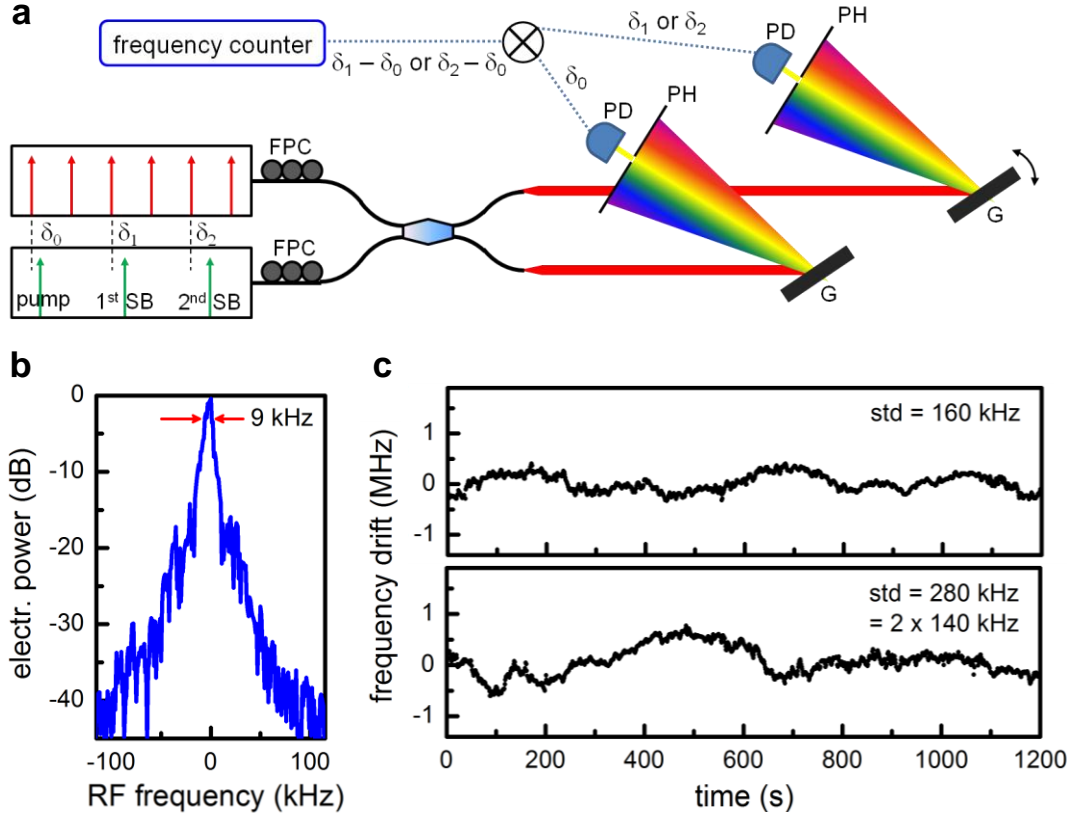 a
frequency counter
δ₁ – δ₀ or δ₂ – δ₀
δ₁ or δ₂
δ₀
PD
PH
PD
PH
FPC
G
δ₀
δ₁
δ₂
FPC
G
pump
1ˢᵗ SB
2ⁿᵈ SB
b
0
-10
-20
-30
-40
electr. power (dB)
9 kHz
-100
0
100
RF frequency (kHz)
c
std = 160 kHz
1
0
-1
frequency drift (MHz)
std = 280 kHz
= 2 x 140 kHz
1
0
-1
0
200
400
600
800
1000
1200
time (s)